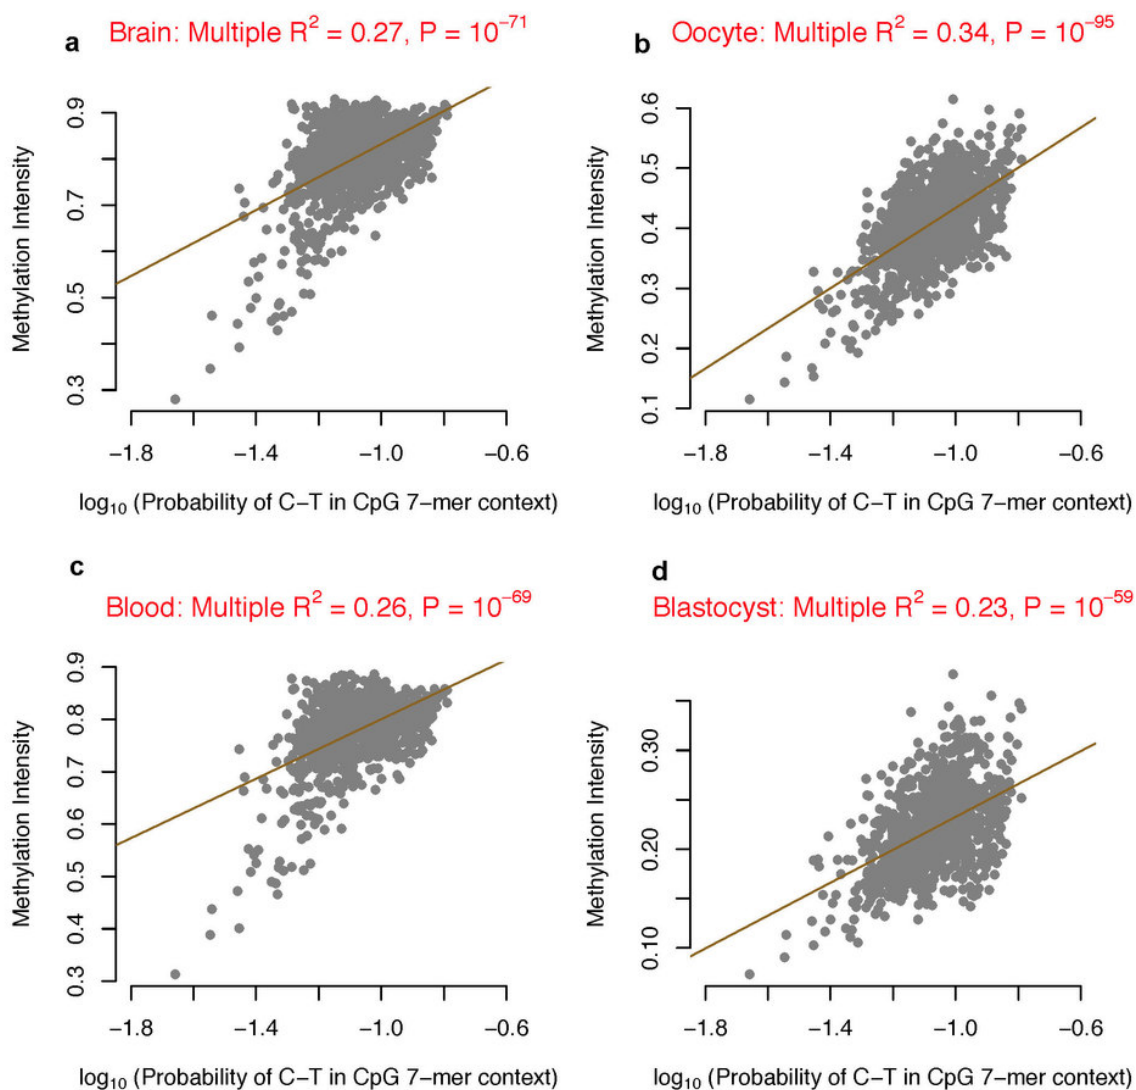 a Brain: Multiple R² = 0.27, P = 10⁻⁷¹
Methylation Intensity
0.9
0.7
0.5
0.3
−1.8 −1.4 −1.0 −0.6
log₁₀ (Probability of C−T in CpG 7−mer context)
b Oocyte: Multiple R² = 0.34, P = 10⁻⁹⁵
Methylation Intensity
0.6
0.5
0.4
0.3
0.2
0.1
−1.8 −1.4 −1.0 −0.6
log₁₀ (Probability of C−T in CpG 7−mer context)
c
Blood: Multiple R² = 0.26, P = 10⁻⁶⁹
Methylation Intensity
0.9
0.8
0.7
0.6
0.5
0.4
0.3
−1.8 −1.4 −1.0 −0.6
log₁₀ (Probability of C−T in CpG 7−mer context)
d
Blastocyst: Multiple R² = 0.23, P = 10⁻⁵⁹
Methylation Intensity
0.30
0.20
0.10
−1.8 −1.4 −1.0 −0.6
log₁₀ (Probability of C−T in CpG 7−mer context)